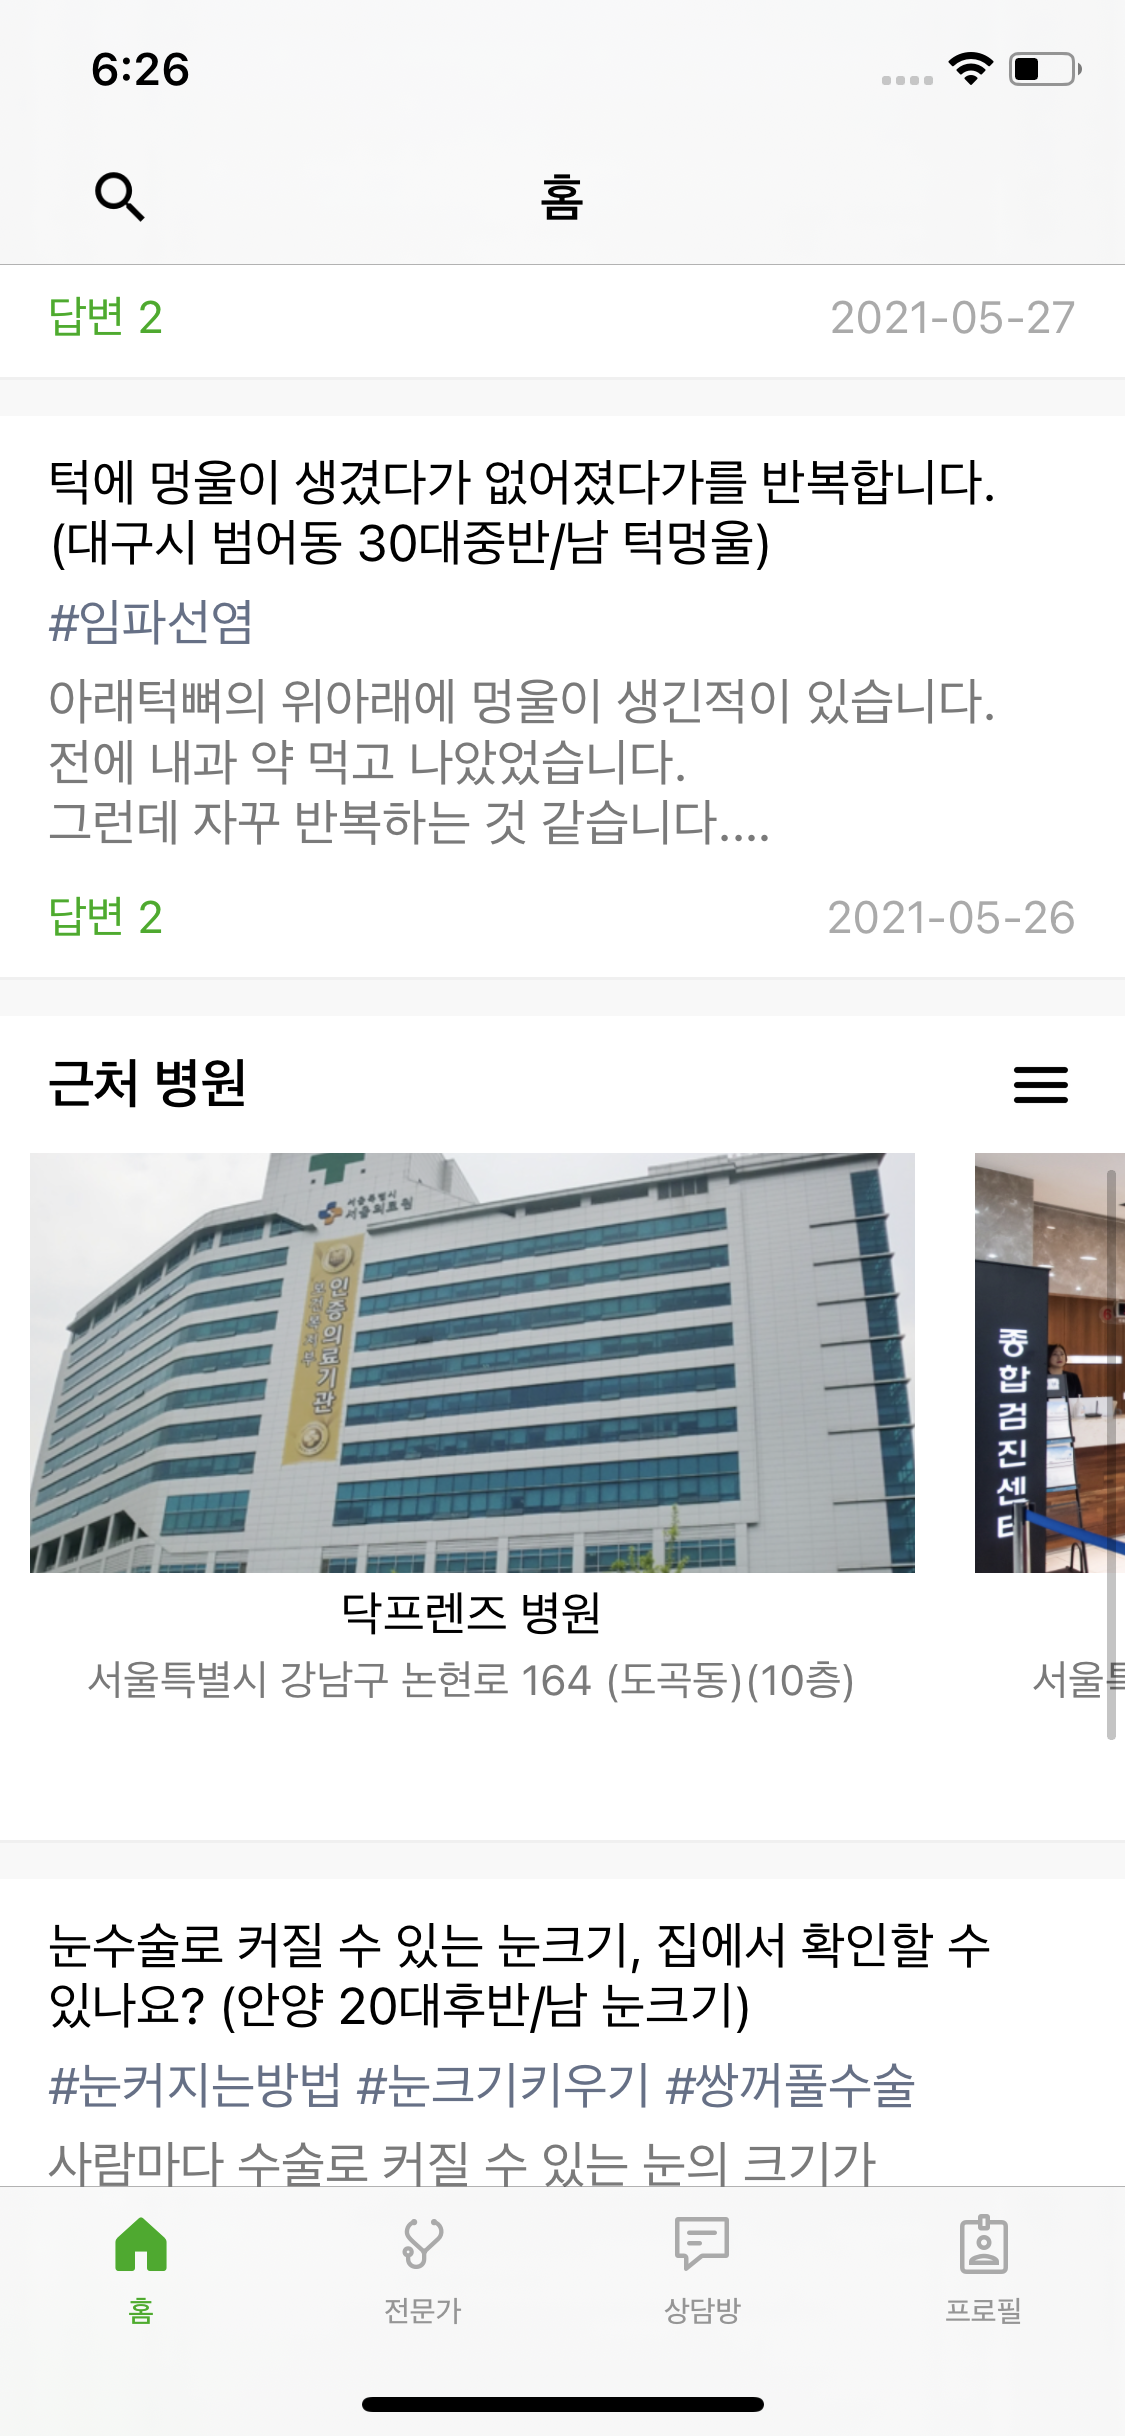 6:26
홈
답변 2
2021-05-27
턱에 멍울이 생겼다가 없어졌다가를 반복합니다.
(대구시 범어동 30대중반/남 턱멍울)
#임파선염
아래턱뼈의 위아래에 멍울이 생긴적이 있습니다.
전에 내과 약 먹고 나았었습니다.
그런데 자꾸 반복하는 것 같습니다....
답변 2
2021-05-26
근처 병원
서울특별시
서울의료원
인증의료기관
보건복지부
종합검진센터
닥프렌즈 병원
서울특별시 강남구 논현로 164 (도곡동)(10층)
서울특
눈수술로 커질 수 있는 눈크기, 집에서 확인할 수
있나요? (안양 20대후반/남 눈크기)
#눈커지는방법 #눈크기키우기 #쌍꺼풀수술
사람마다 수술로 커질 수 있는 눈의 크기가
홈
전문가
상담방
프로필